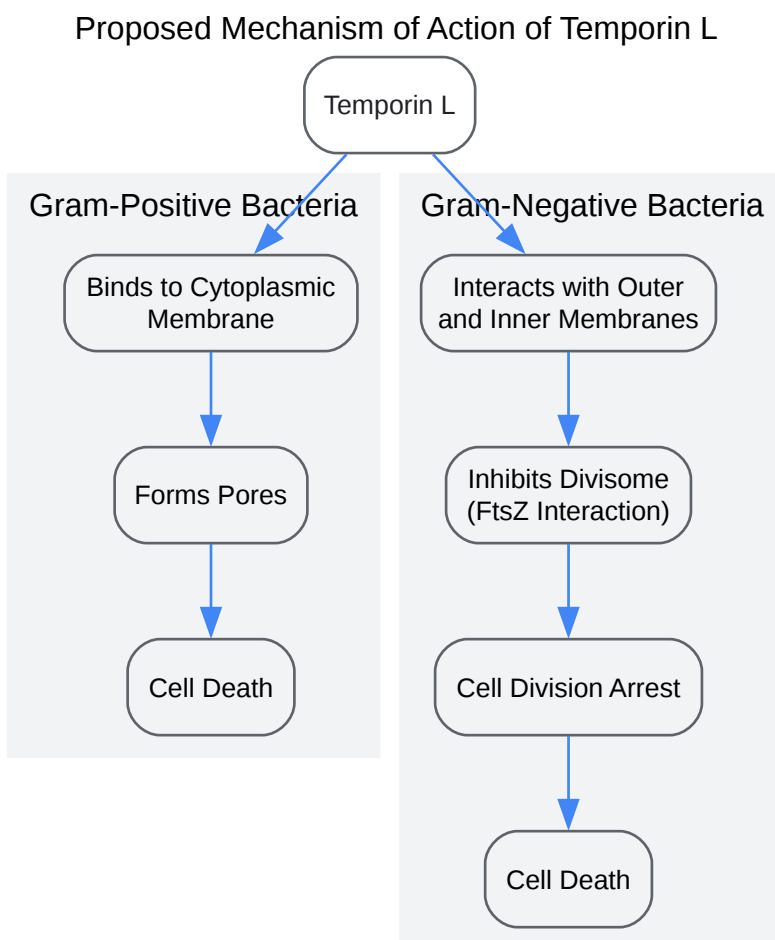 Proposed Mechanism of Action of Temporin L
Temporin L
Gram-Positive Bacteria
Binds to Cytoplasmic
Membrane
Forms Pores
Cell Death
Gram-Negative Bacteria
Interacts with Outer
and Inner Membranes
Inhibits Divisome
(FtsZ Interaction)
Cell Division Arrest
Cell Death